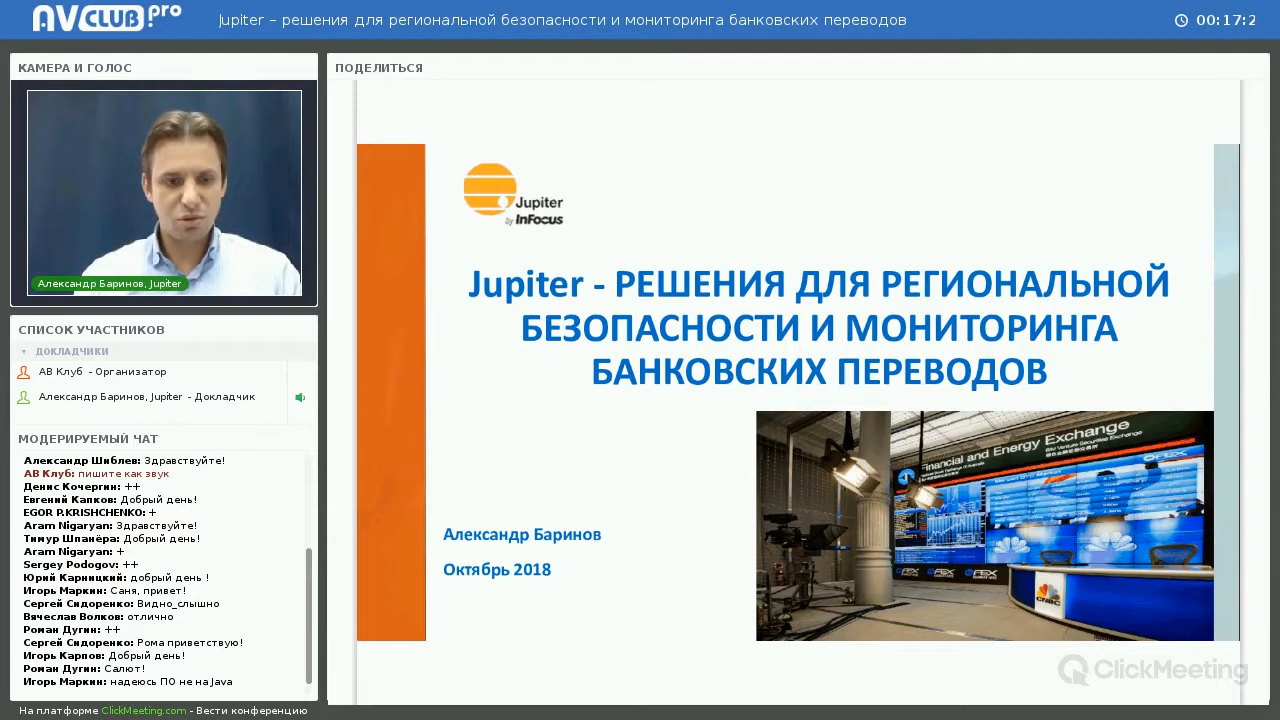 AVCLUB.pro
Jupiter – решения для региональной безопасности и мониторинга банковских переводов
00:17:2
КАМЕРА И ГОЛОС
Александр Баринов, Jupiter
СПИСОК УЧАСТНИКОВ
ДОКЛАДЧИКИ
АВ Клуб - Организатор
Александр Баринов, Jupiter - Докладчик
МОДЕРИРУЕМЫЙ ЧАТ
Александр Шиблев: Здравствуйте!
АВ Клуб: пишите как звук
Денис Кочергин: ++
Евгений Капков: Добрый день!
EGOR P.KRISHCHENKO: +
Aram Nigaryan: Здравствуйте!
Тимур Шпанёра: Добрый день!
Aram Nigaryan: +
Sergey Podogov: ++
Юрий Карницкий: добрый день !
Игорь Маркин: Саня, привет!
Сергей Сидоренко: Видно_слышно
Вячеслав Волков: отлично
Роман Дугин: ++
Сергей Сидоренко: Рома приветствую!
Игорь Карпов: Добрый день!
Роман Дугин: Салют!
Игорь Маркин: надеюсь ПО не на Java
На платформе ClickMeeting.com - Вести конференцию
ПОДЕЛИТЬСЯ
Jupiter
by InFocus
Jupiter - РЕШЕНИЯ ДЛЯ РЕГИОНАЛЬНОЙ
БЕЗОПАСНОСТИ И МОНИТОРИНГА
БАНКОВСКИХ ПЕРЕВОДОВ
Financial and Energy Exchange
Александр Баринов
Октябрь 2018
CNBC
ClickMeeting